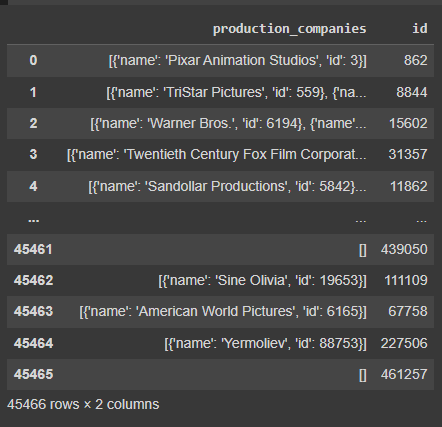 production_companies id
0 [{'name': 'Pixar Animation Studios', 'id': 3}] 862
1 [{'name': 'TriStar Pictures', 'id': 559}, {'na... 8844
2 [{'name': 'Warner Bros.', 'id': 6194}, {'name'... 15602
3 [{'name': 'Twentieth Century Fox Film Corporat... 31357
4 [{'name': 'Sandollar Productions', 'id': 5842}... 11862
... ... ...
45461 [] 439050
45462 [{'name': 'Sine Olivia', 'id': 19653}] 111109
45463 [{'name': 'American World Pictures', 'id': 6165}] 67758
45464 [{'name': 'Yermoliev', 'id': 88753}] 227506
45465 [] 461257
45466 rows × 2 columns